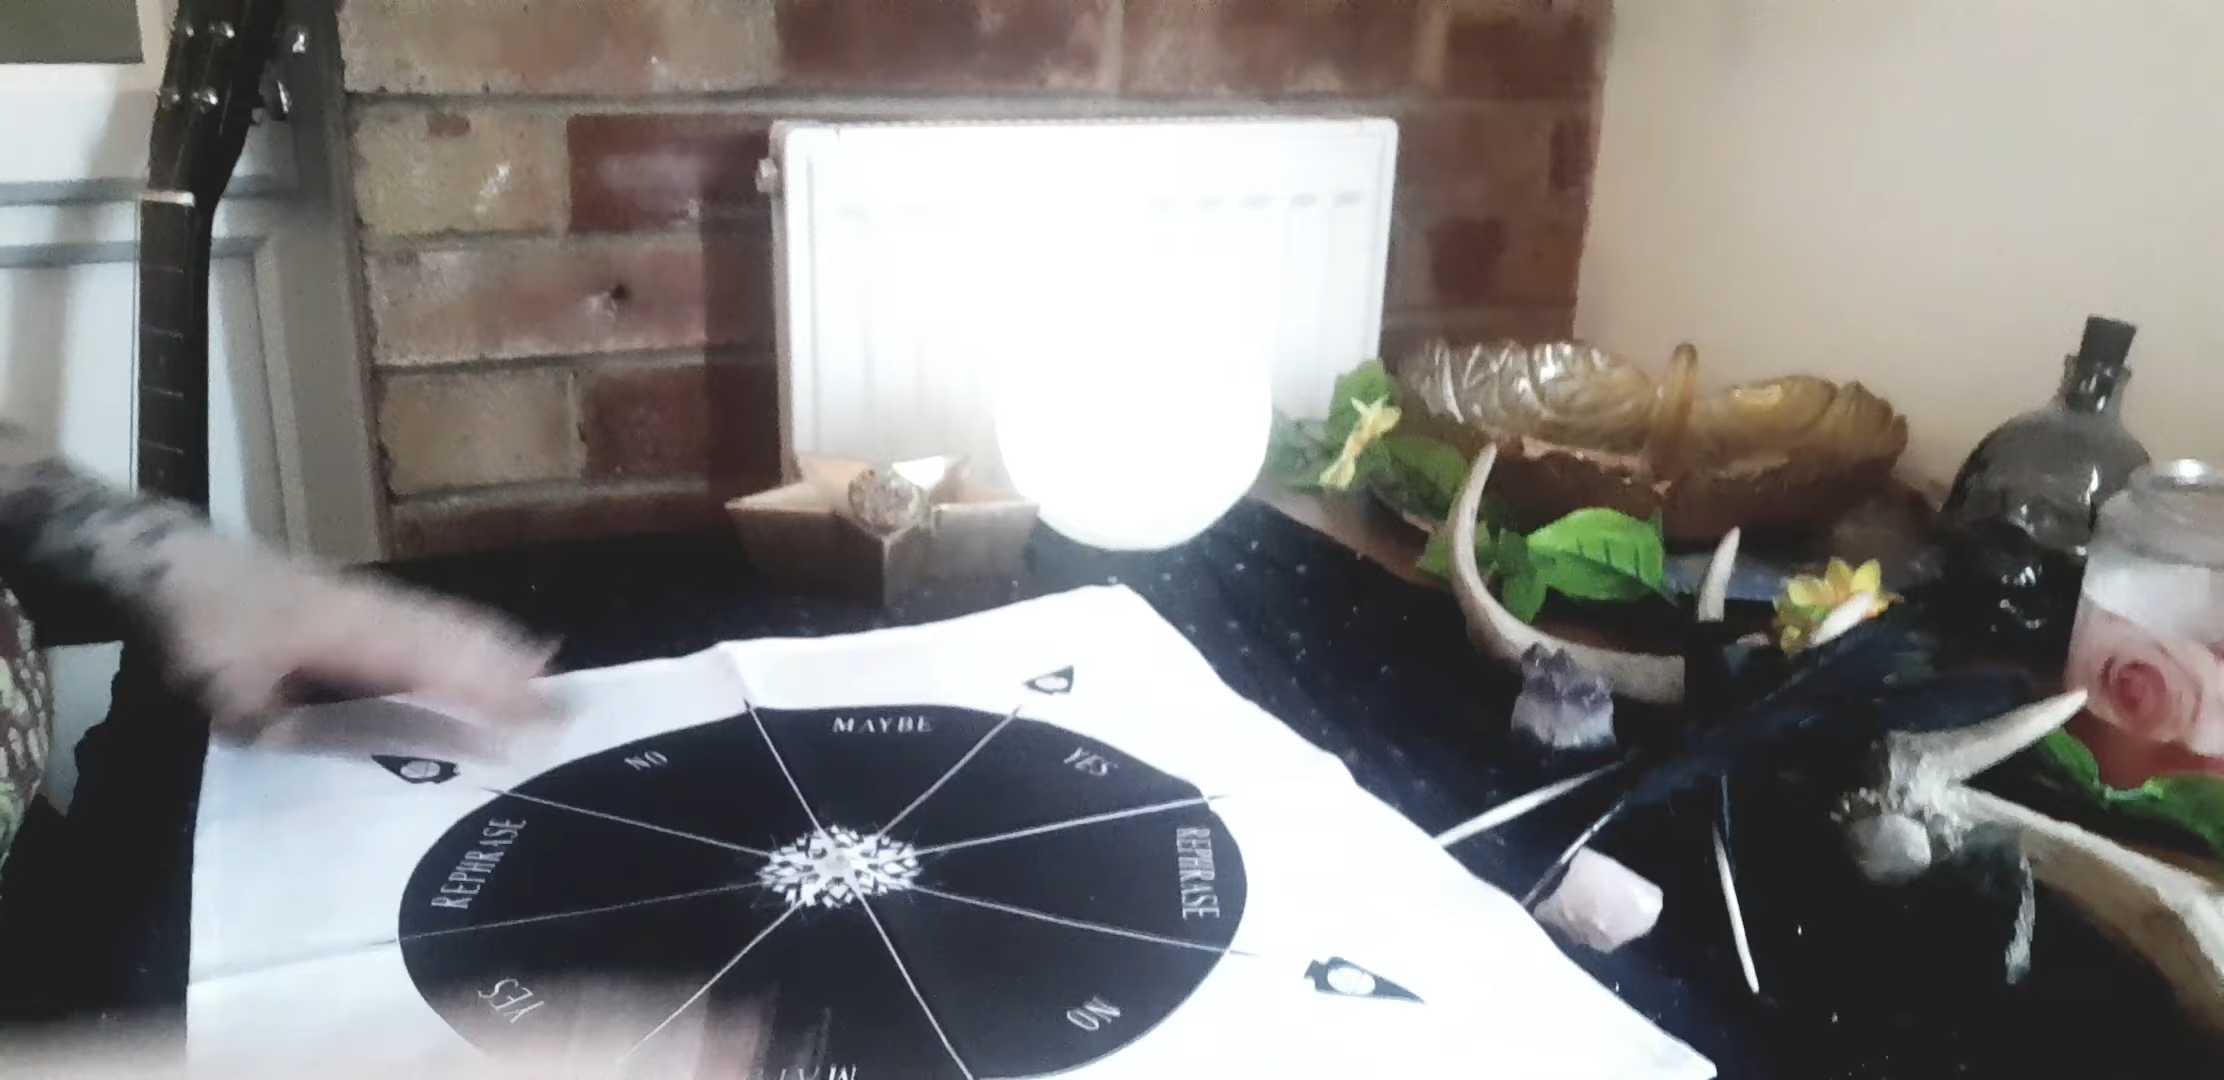 MAYBE
NO
YES
REPHRASE
REPHRASE
YES
NO